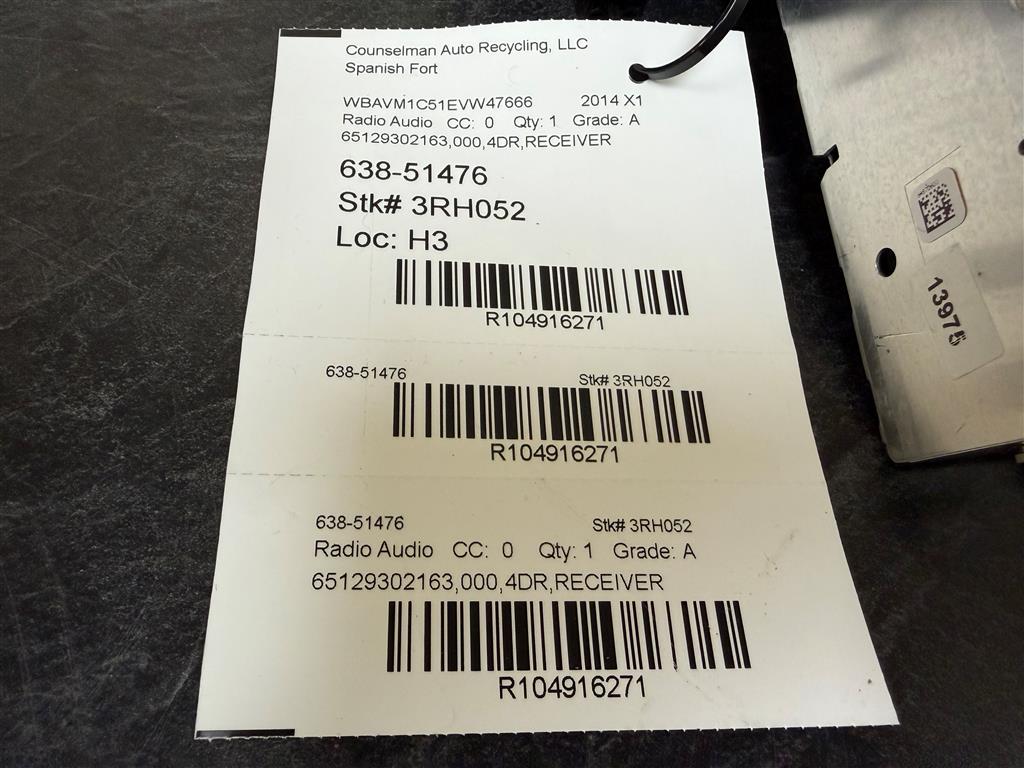 Counselman Auto Recycling, LLC
Spanish Fort
WBAVM1C51EVW47666 2014 X1
Radio Audio CC: 0 Qty: 1 Grade: A
65129302163,000,4DR,RECEIVER
638-51476
Stk# 3RH052
Loc: H3
R104916271
638-51476 Stk# 3RH052
R104916271
638-51476 Stk# 3RH052
Radio Audio CC: 0 Qty: 1 Grade: A
65129302163,000,4DR,RECEIVER
R104916271
13975